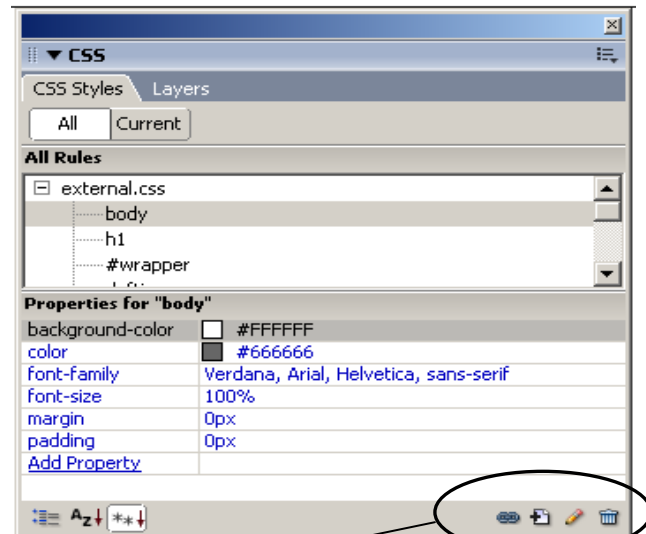 CSS
CSS Styles Layers
All Current
All Rules
external.css
body
h1
#wrapper
Properties for "body"
background-color #FFFFFF
color #666666
font-family Verdana, Arial, Helvetica, sans-serif
font-size 100%
margin 0px
padding 0px
Add Property
Az **